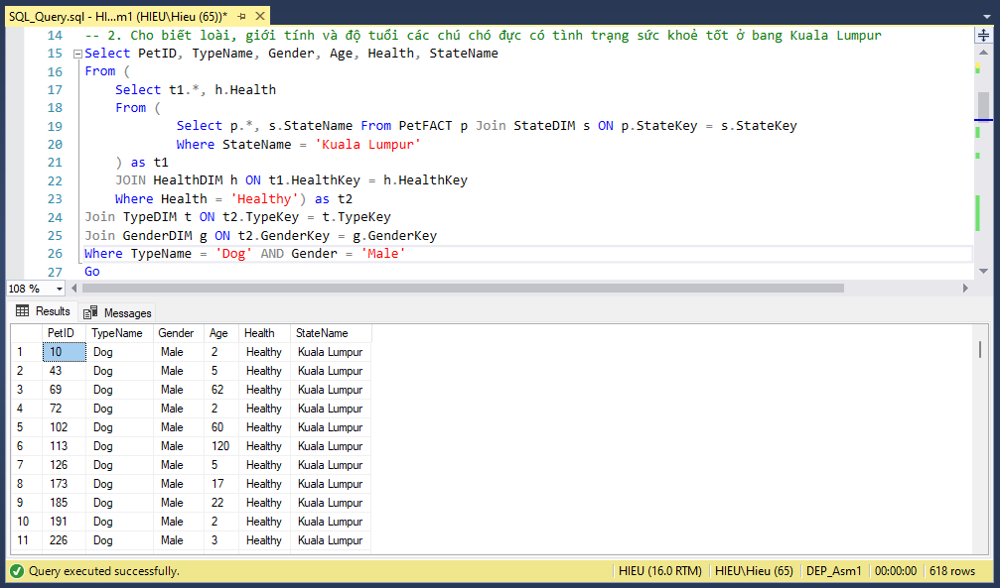 SQL_Query.sql - HI...m1 (HIEU\Hieu (65))*
14 -- 2. Cho biết loài, giới tính và độ tuổi các chú chó đực có tình trạng sức khoẻ tốt ở bang Kuala Lumpur
15 Select PetID, TypeName, Gender, Age, Health, StateName
16 From (
17 Select t1.*, h.Health
18 From (
19 Select p.*, s.StateName From PetFACT p Join StateDIM s ON p.StateKey = s.StateKey
20 Where StateName = 'Kuala Lumpur'
21 ) as t1
22 JOIN HealthDIM h ON t1.HealthKey = h.HealthKey
23 Where Health = 'Healthy') as t2
24 Join TypeDIM t ON t2.TypeKey = t.TypeKey
25 Join GenderDIM g ON t2.GenderKey = g.GenderKey
26 Where TypeName = 'Dog' AND Gender = 'Male'
27 Go
108 %
Results Messages
PetID TypeName Gender Age Health StateName
1 10 Dog Male 2 Healthy Kuala Lumpur
2 43 Dog Male 5 Healthy Kuala Lumpur
3 69 Dog Male 62 Healthy Kuala Lumpur
4 72 Dog Male 2 Healthy Kuala Lumpur
5 102 Dog Male 60 Healthy Kuala Lumpur
6 113 Dog Male 120 Healthy Kuala Lumpur
7 126 Dog Male 5 Healthy Kuala Lumpur
8 173 Dog Male 17 Healthy Kuala Lumpur
9 185 Dog Male 22 Healthy Kuala Lumpur
10 191 Dog Male 2 Healthy Kuala Lumpur
11 226 Dog Male 3 Healthy Kuala Lumpur
Query executed successfully. HIEU (16.0 RTM) HIEU\Hieu (65) DEP_Asm1 00:00:00 618 rows